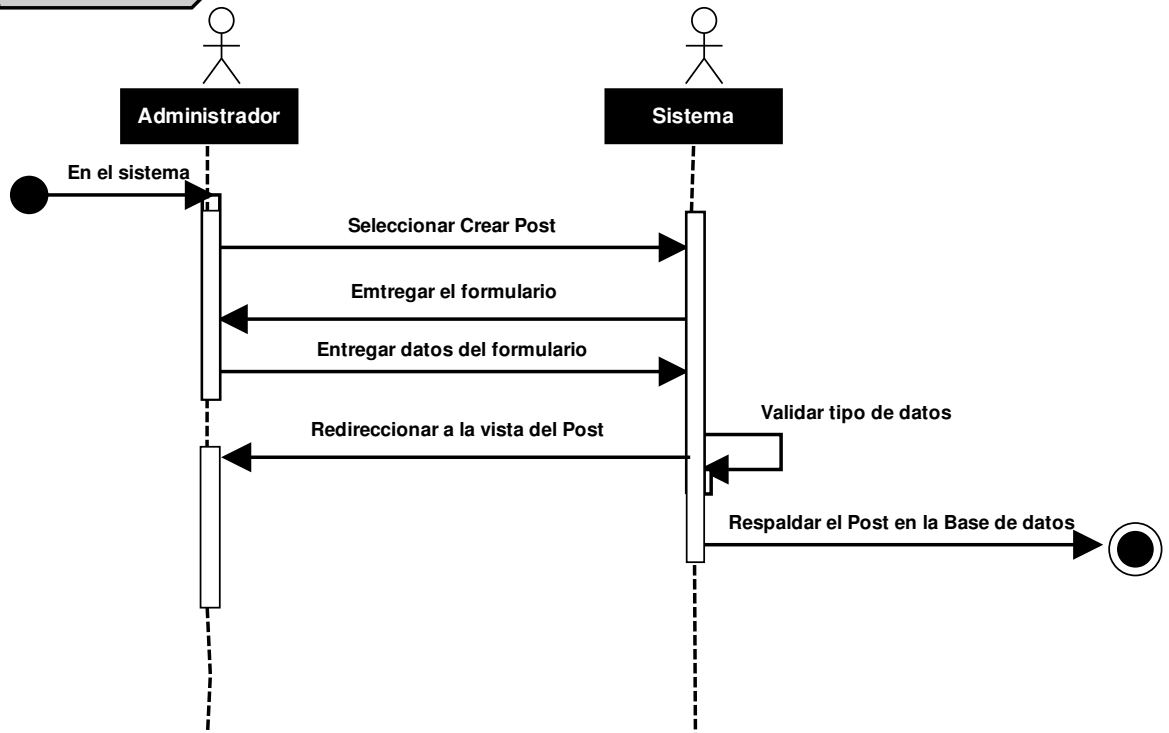 Administrador
Sistema
En el sistema
Seleccionar Crear Post
Emtregar el formulario
Entregar datos del formulario
Validar tipo de datos
Redireccionar a la vista del Post
Respaldar el Post en la Base de datos